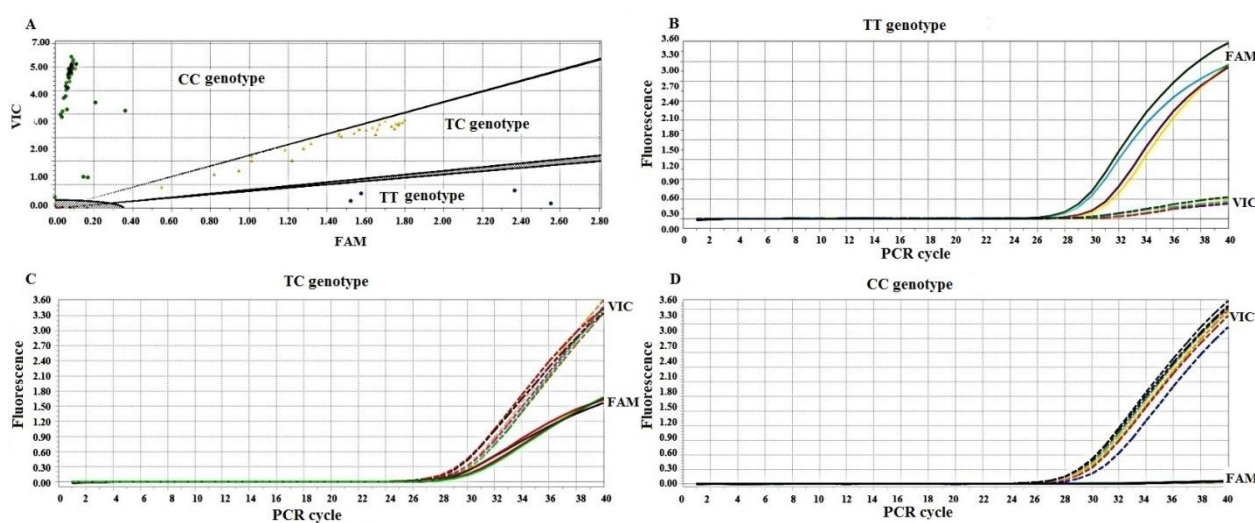 A
VIC
7.00
5.00
4.00
.00
2.00
1.00
0.00
CC genotype
TC genotype
TT genotype
0.00 0.20 0.40 0.60 0.80 1.00 1.20 1.40 1.60 1.80 2.00 2.20 2.40 2.60 2.80
FAM
B
TT genotype
Fluorescence
3.60
3.30
3.00
2.70
2.40
2.10
1.80
1.50
1.20
0.90
0.60
0.30
0.00
FAM
VIC
0 2 4 6 8 10 12 14 16 18 20 22 24 26 28 30 33 34 36 38 40
PCR cycle
C
TC genotype
Fluorescence
3.60
3.30
3.00
2.70
2.40
2.10
1.80
1.50
1.20
0.90
0.60
0.30
0.00
VIC
FAM
0 2 4 6 8 10 12 14 16 18 20 22 24 26 28 30 32 34 36 38 40
PCR cycle
D
CC genotype
Fluorescence
3.60
3.30
3.00
2.70
2.40
2.10
1.80
1.50
1.20
0.90
0.60
0.30
0.00
VIC
FAM
0 2 4 6 8 10 12 14 16 18 20 22 24 26 28 30 32 34 36 38 40
PCR cycle